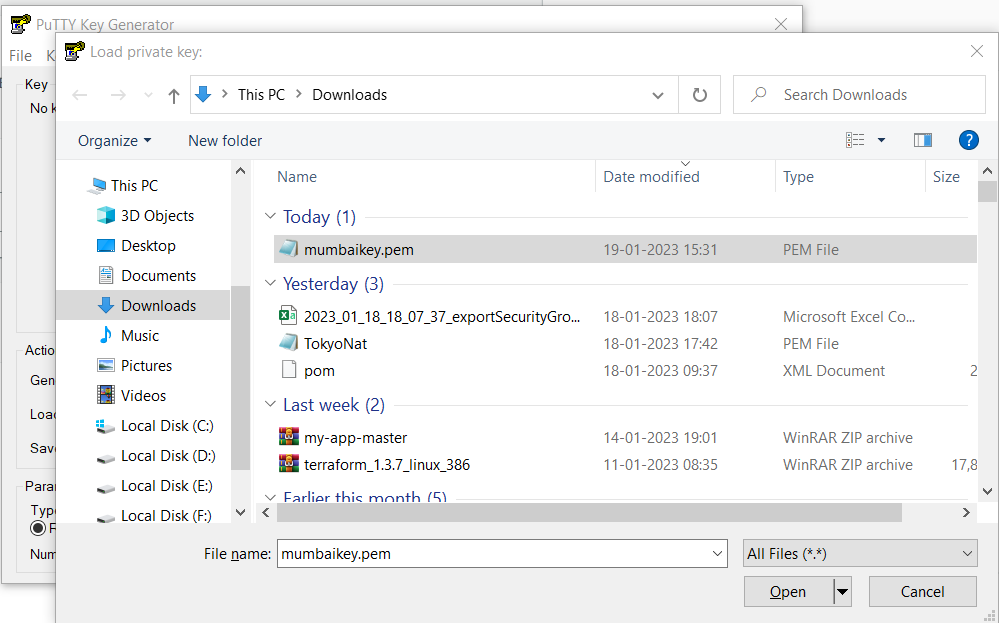 PuTTY Key Generator
File K
Load private key:
Key
No k
This PC > Downloads
Search Downloads
Organize
New folder
?
Name
Date modified
Type
Size
This PC
3D Objects
Desktop
Documents
Downloads
Music
Pictures
Videos
Local Disk (C:)
Local Disk (D:)
Local Disk (E:)
Local Disk (F:)
Today (1)
mumbaikey.pem 19-01-2023 15:31 PEM File
Yesterday (3)
2023_01_18_18_07_37_exportSecurityGro... 18-01-2023 18:07 Microsoft Excel Co...
TokyoNat 18-01-2023 17:42 PEM File
pom 18-01-2023 09:37 XML Document 2
Last week (2)
my-app-master 14-01-2023 19:01 WinRAR ZIP archive
terraform_1.3.7_linux_386 11-01-2023 08:35 WinRAR ZIP archive 17,8
Earlier this month (5)
Actio
Gen
Load
Save
Parar
Type
R
Num
File name: mumbaikey.pem
All Files (*.*)
Open
Cancel